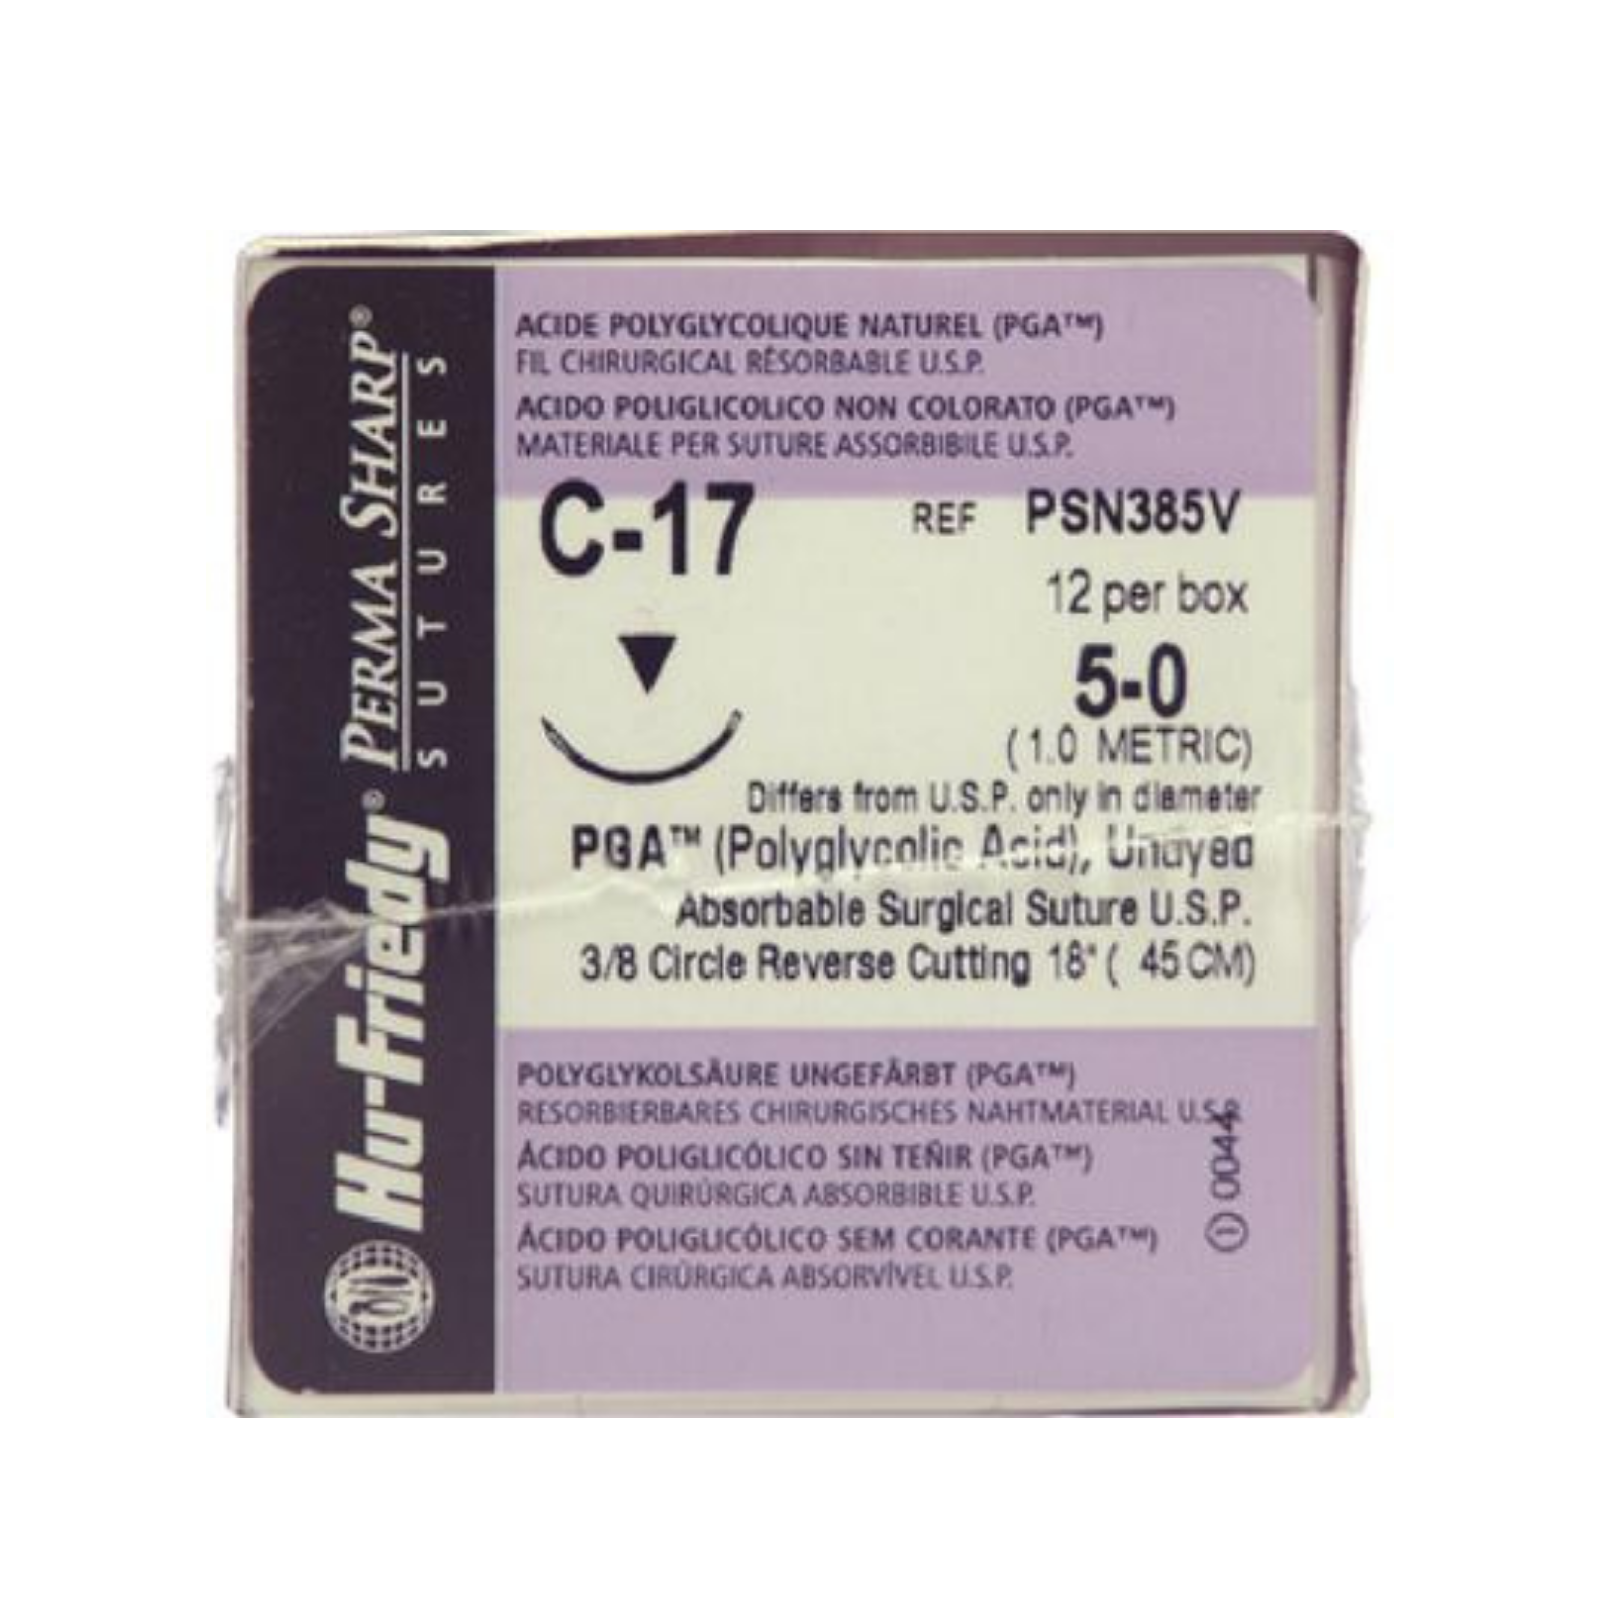 Hu-Friedy® PERMA SHARP®
SUTURES
ACIDE POLYGLYCOLIQUE NATUREL (PGA™)
FIL CHIRURGICAL RÉSORBABLE U.S.P.
ACIDO POLIGLICOLICO NON COLORATO (PGA™)
MATERIALE PER SUTURE ASSORBIBILE U.S.P.
C-17
REF PSN385V
12 per box
5-0
(1.0 METRIC)
Differs from U.S.P. only in diameter
PGA™ (Polyglycolic Acid), Undyed
Absorbable Surgical Suture U.S.P.
3/8 Circle Reverse Cutting 18" ( 45 CM)
POLYGLYKOLSÄURE UNGEFÄRBT (PGA™)
RESORBIERBARES CHIRURGISCHES NAHTMATERIAL U.S.P.
ÁCIDO POLIGLICÓLICO SIN TEÑIR (PGA™)
SUTURA QUIRÚRGICA ABSORBIBLE U.S.P.
ÁCIDO POLIGLICÓLICO SEM CORANTE (PGA™)
SUTURA CIRÚRGICA ABSORVÍVEL U.S.P.
0044